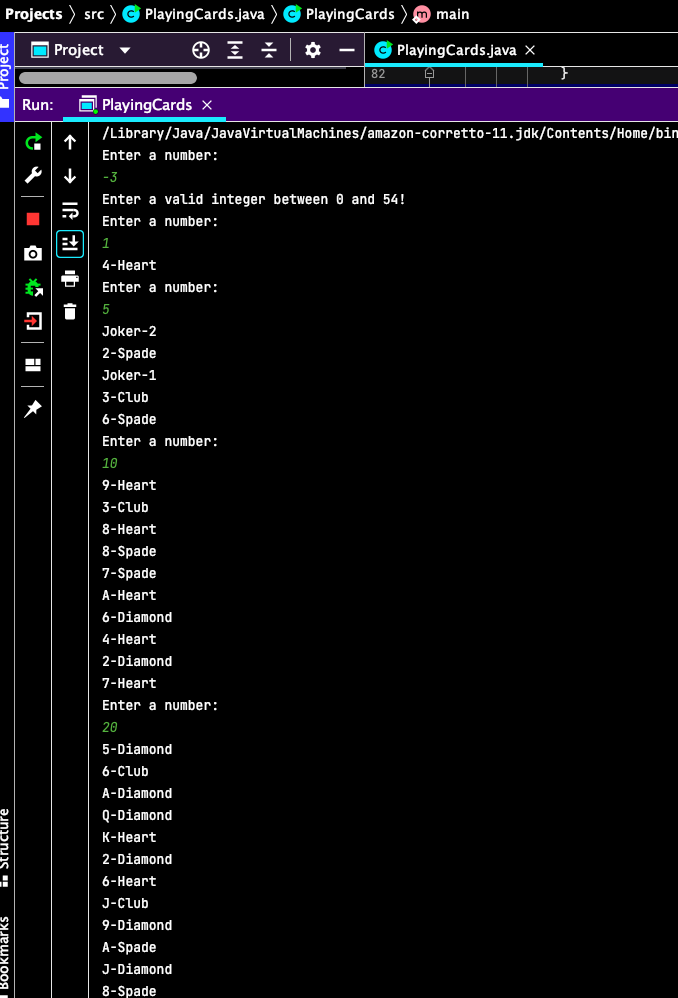 Projects 〉 src 〉 PlayingCards.java 〉 PlayingCards 〉 main
Project
Project
PlayingCards.java
82 }
Run: PlayingCards
/Library/Java/JavaVirtualMachines/amazon-corretto-11.jdk/Contents/Home/bin
Enter a number:
-3
Enter a valid integer between 0 and 54!
Enter a number:
1
4-Heart
Enter a number:
5
Joker-2
2-Spade
Joker-1
3-Club
6-Spade
Enter a number:
10
9-Heart
3-Club
8-Heart
8-Spade
7-Spade
A-Heart
6-Diamond
4-Heart
2-Diamond
7-Heart
Enter a number:
20
5-Diamond
6-Club
A-Diamond
Q-Diamond
K-Heart
2-Diamond
6-Heart
J-Club
9-Diamond
A-Spade
J-Diamond
8-Spade
Structure
Bookmarks